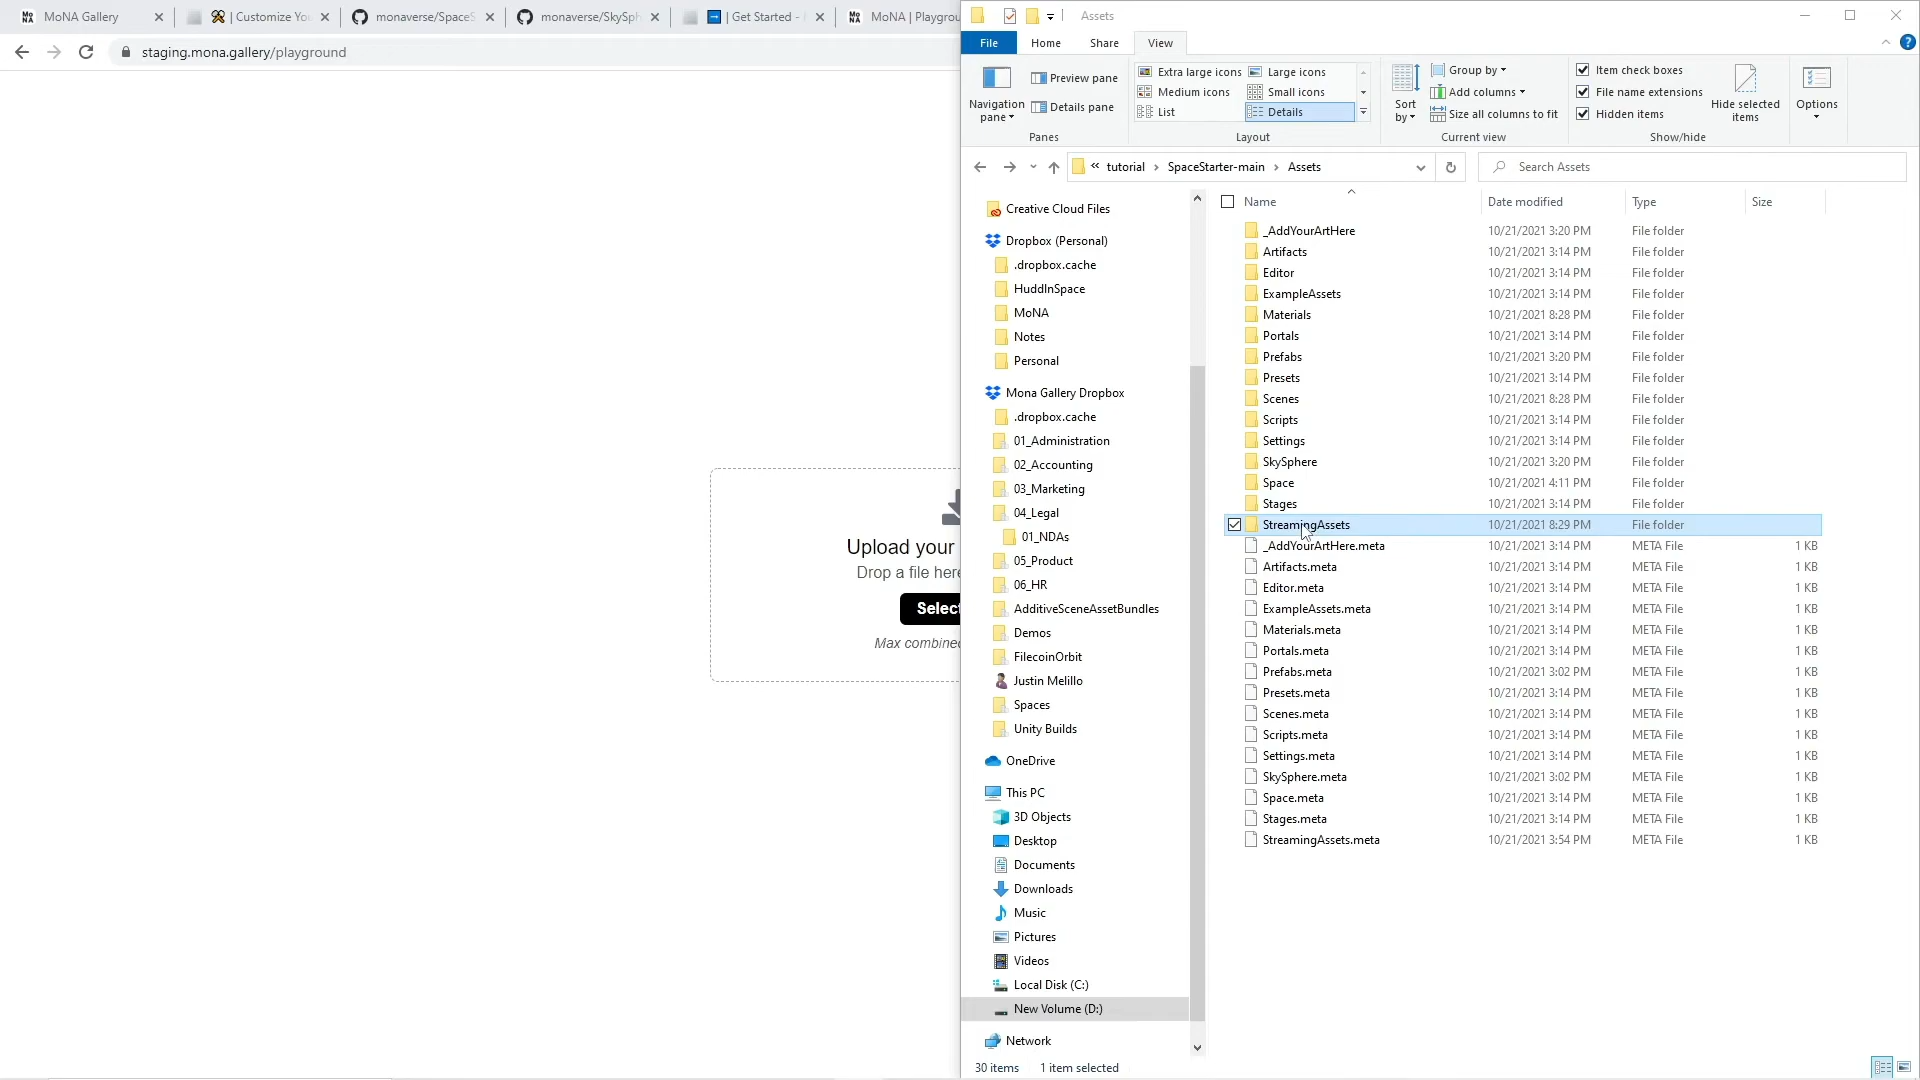 MoNA Gallery
| Customize You
monaverse/SpaceS
monaverse/SkySph
| Get Started -
MoNA | Playgrou
staging.mona.gallery/playground
Upload your
Drop a file here
Select
Max combined
Assets
File
Home
Share
View
Navigation pane
Preview pane
Details pane
Panes
Extra large icons
Large icons
Medium icons
Small icons
List
Details
Layout
Sort by
Group by
Add columns
Size all columns to fit
Current view
Item check boxes
File name extensions
Hidden items
Hide selected items
Show/hide
Options
« tutorial › SpaceStarter-main › Assets
Search Assets
Creative Cloud Files
Dropbox (Personal)
.dropbox.cache
HuddInSpace
MoNA
Notes
Personal
Mona Gallery Dropbox
.dropbox.cache
01_Administration
02_Accounting
03_Marketing
04_Legal
01_NDAs
05_Product
06_HR
AdditiveSceneAssetBundles
Demos
FilecoinOrbit
Justin Melillo
Spaces
Unity Builds
OneDrive
This PC
3D Objects
Desktop
Documents
Downloads
Music
Pictures
Videos
Local Disk (C:)
New Volume (D:)
Network
Name Date modified Type Size
_AddYourArtHere 10/21/2021 3:20 PM File folder
Artifacts 10/21/2021 3:14 PM File folder
Editor 10/21/2021 3:14 PM File folder
ExampleAssets 10/21/2021 3:14 PM File folder
Materials 10/21/2021 8:28 PM File folder
Portals 10/21/2021 3:14 PM File folder
Prefabs 10/21/2021 3:20 PM File folder
Presets 10/21/2021 3:14 PM File folder
Scenes 10/21/2021 8:28 PM File folder
Scripts 10/21/2021 3:14 PM File folder
Settings 10/21/2021 3:14 PM File folder
SkySphere 10/21/2021 3:20 PM File folder
Space 10/21/2021 4:11 PM File folder
Stages 10/21/2021 3:14 PM File folder
StreamingAssets 10/21/2021 8:29 PM File folder
_AddYourArtHere.meta 10/21/2021 3:14 PM META File 1 KB
Artifacts.meta 10/21/2021 3:14 PM META File 1 KB
Editor.meta 10/21/2021 3:14 PM META File 1 KB
ExampleAssets.meta 10/21/2021 3:14 PM META File 1 KB
Materials.meta 10/21/2021 3:14 PM META File 1 KB
Portals.meta 10/21/2021 3:14 PM META File 1 KB
Prefabs.meta 10/21/2021 3:02 PM META File 1 KB
Presets.meta 10/21/2021 3:14 PM META File 1 KB
Scenes.meta 10/21/2021 3:14 PM META File 1 KB
Scripts.meta 10/21/2021 3:14 PM META File 1 KB
Settings.meta 10/21/2021 3:14 PM META File 1 KB
SkySphere.meta 10/21/2021 3:02 PM META File 1 KB
Space.meta 10/21/2021 3:14 PM META File 1 KB
Stages.meta 10/21/2021 3:14 PM META File 1 KB
StreamingAssets.meta 10/21/2021 3:54 PM META File 1 KB
30 items 1 item selected